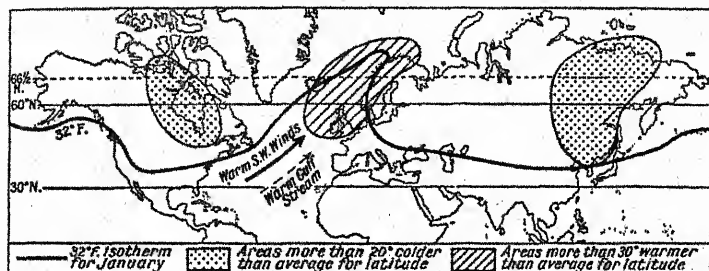 66½
N.
60°N.
32°F.
Warm S.W. Winds
Warm Gulf
Stream
30°N.
32°F. Isotherm
for January
Areas more than 20° colder
than average for latitude
Areas more than 30° warmer
than average for latitude